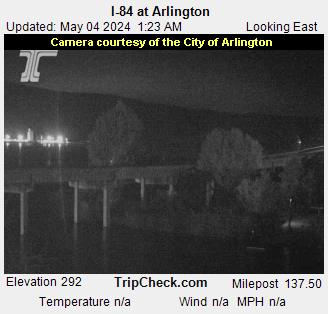 I-84 at Arlington
Updated: May 04 2024 1:23 AM Looking East
Camera courtesy of the City of Arlington
Elevation 292 TripCheck.com Milepost 137.50
Temperature n/a Wind n/a MPH n/a